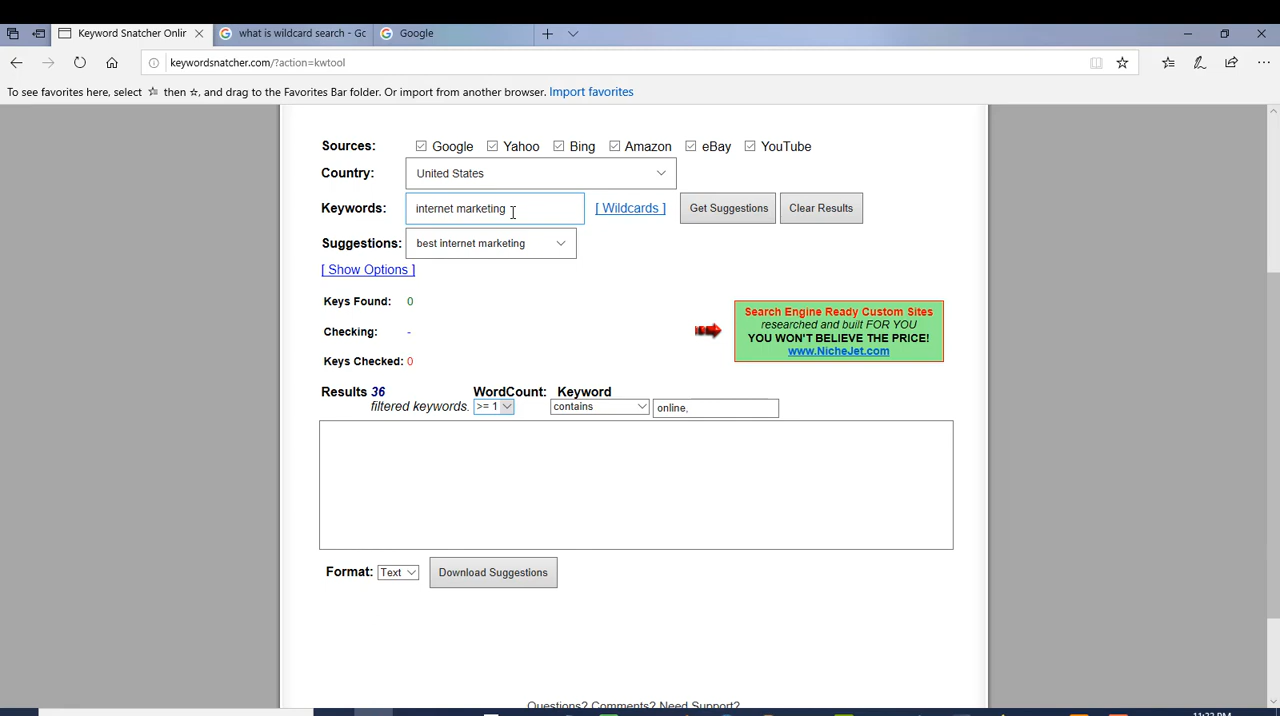 Keyword Snatcher Onlir
what is wildcard search - Gc
Google
keywordsnatcher.com/?action=kwtool
To see favorites here, select then , and drag to the Favorites Bar folder. Or import from another browser. Import favorites
Sources: Google Yahoo Bing Amazon eBay YouTube
Country: United States
Keywords: internet marketing [ Wildcards ] Get Suggestions Clear Results
Suggestions: best internet marketing
[ Show Options ]
Keys Found: 0
Checking: -
Keys Checked: 0
Search Engine Ready Custom Sites
researched and built FOR YOU
YOU WON'T BELIEVE THE PRICE!
www.NicheJet.com
Results 36 WordCount: Keyword
filtered keywords. >= 1 contains online,
Format: Text Download Suggestions
Questions? Comments? Need Support?